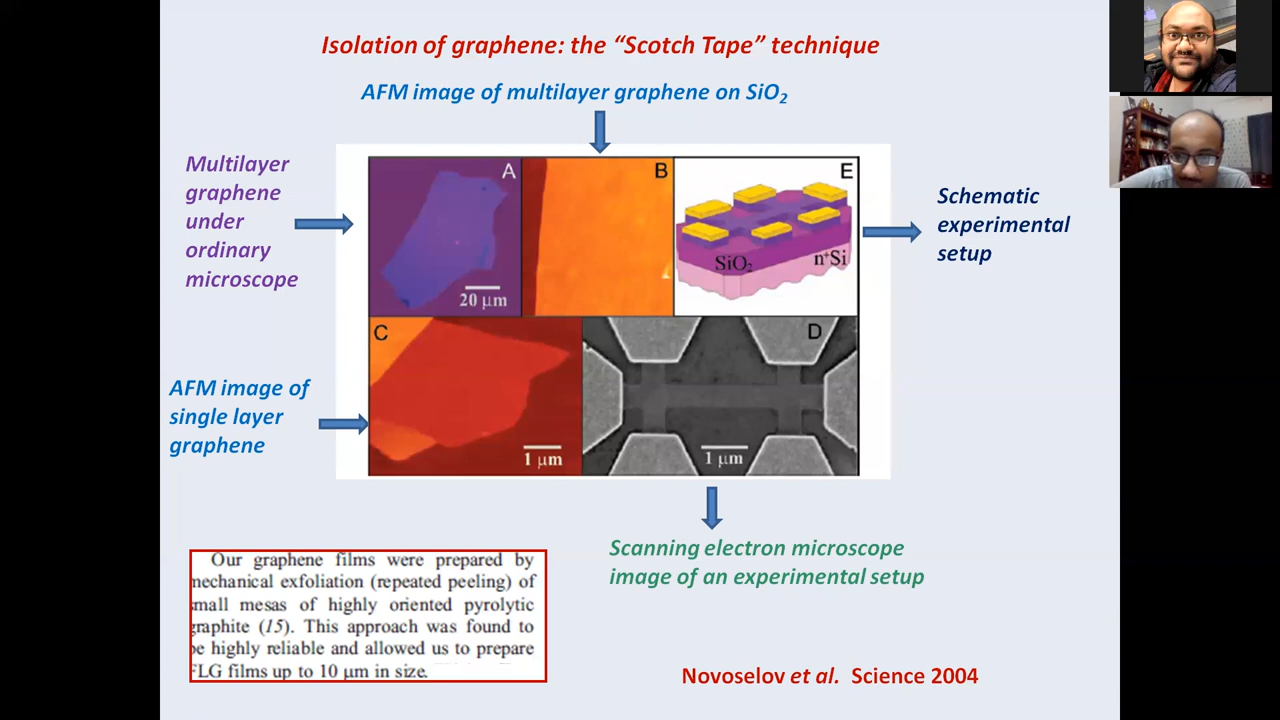 Isolation of graphene: the “Scotch Tape” technique
AFM image of multilayer graphene on SiO2
Multilayer
graphene
under
ordinary
microscope
A
20 µm
B
E
SiO2
n+Si
Schematic
experimental
setup
AFM image of
single layer
graphene
C
1 µm
D
1 µm
Scanning electron microscope
image of an experimental setup
Our graphene films were prepared by
mechanical exfoliation (repeated peeling) of
small mesas of highly oriented pyrolytic
graphite (15). This approach was found to
be highly reliable and allowed us to prepare
FLG films up to 10 µm in size.
Novoselov et al. Science 2004